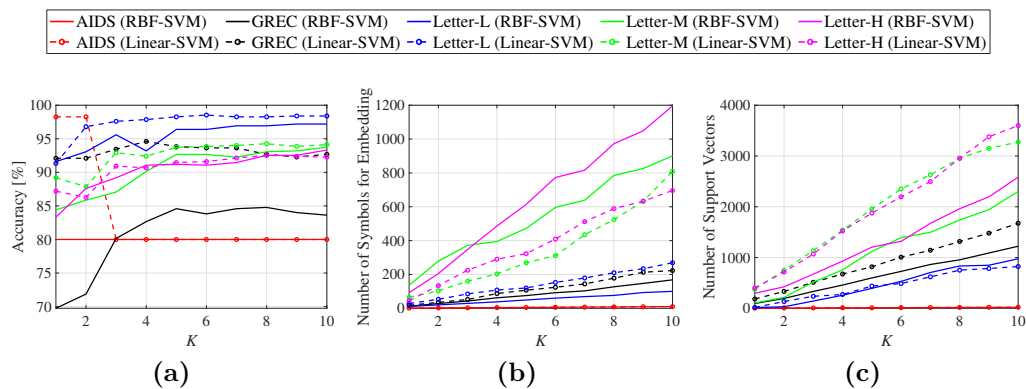 AIDS (RBF-SVM) GREC (RBF-SVM) Letter-L (RBF-SVM) Letter-M (RBF-SVM) Letter-H (RBF-SVM)
AIDS (Linear-SVM) GREC (Linear-SVM) Letter-L (Linear-SVM) Letter-M (Linear-SVM) Letter-H (Linear-SVM)
Accuracy [%]
100
95
90
85
80
75
70
2 4 6 8 10
K
(a)
Number of Symbols for Embedding
1200
1000
800
600
400
200
0
2 4 6 8 10
K
(b)
Number of Support Vectors
4000
3000
2000
1000
0
2 4 6 8 10
K
(c)